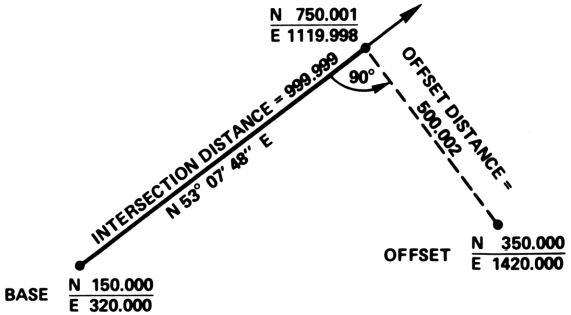 N 750.001
E 1119.998
INTERSECTION DISTANCE = 999.999
N 53° 07' 48" E
90°
OFFSET DISTANCE =
500.002
OFFSET N 350.000
E 1420.000
BASE N 150.000
E 320.000